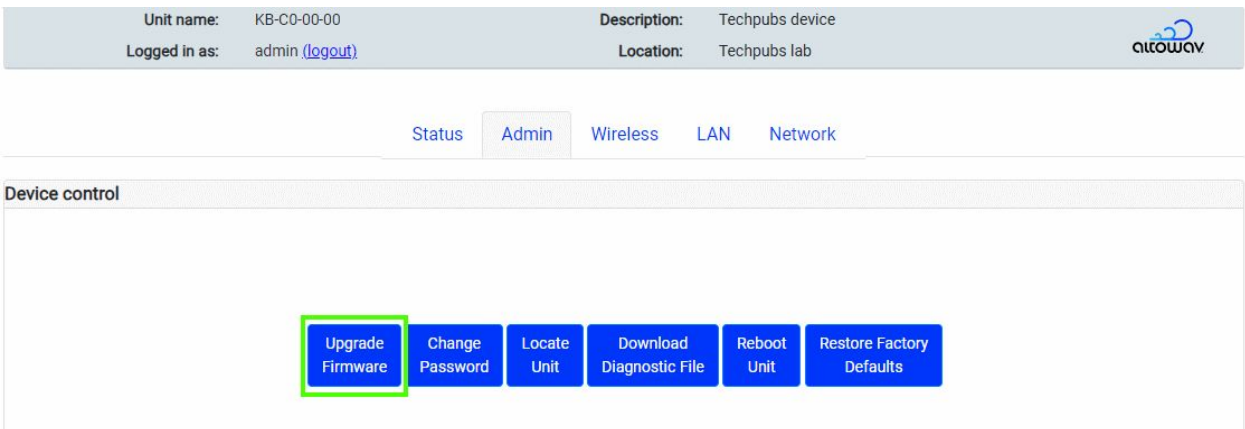 Unit name: KB-C0-00-00 Description: Techpubs device
Logged in as: admin (logout) Location: Techpubs lab
altowav
Status Admin Wireless LAN Network
Device control
Upgrade Firmware
Change Password
Locate Unit
Download Diagnostic File
Reboot Unit
Restore Factory Defaults